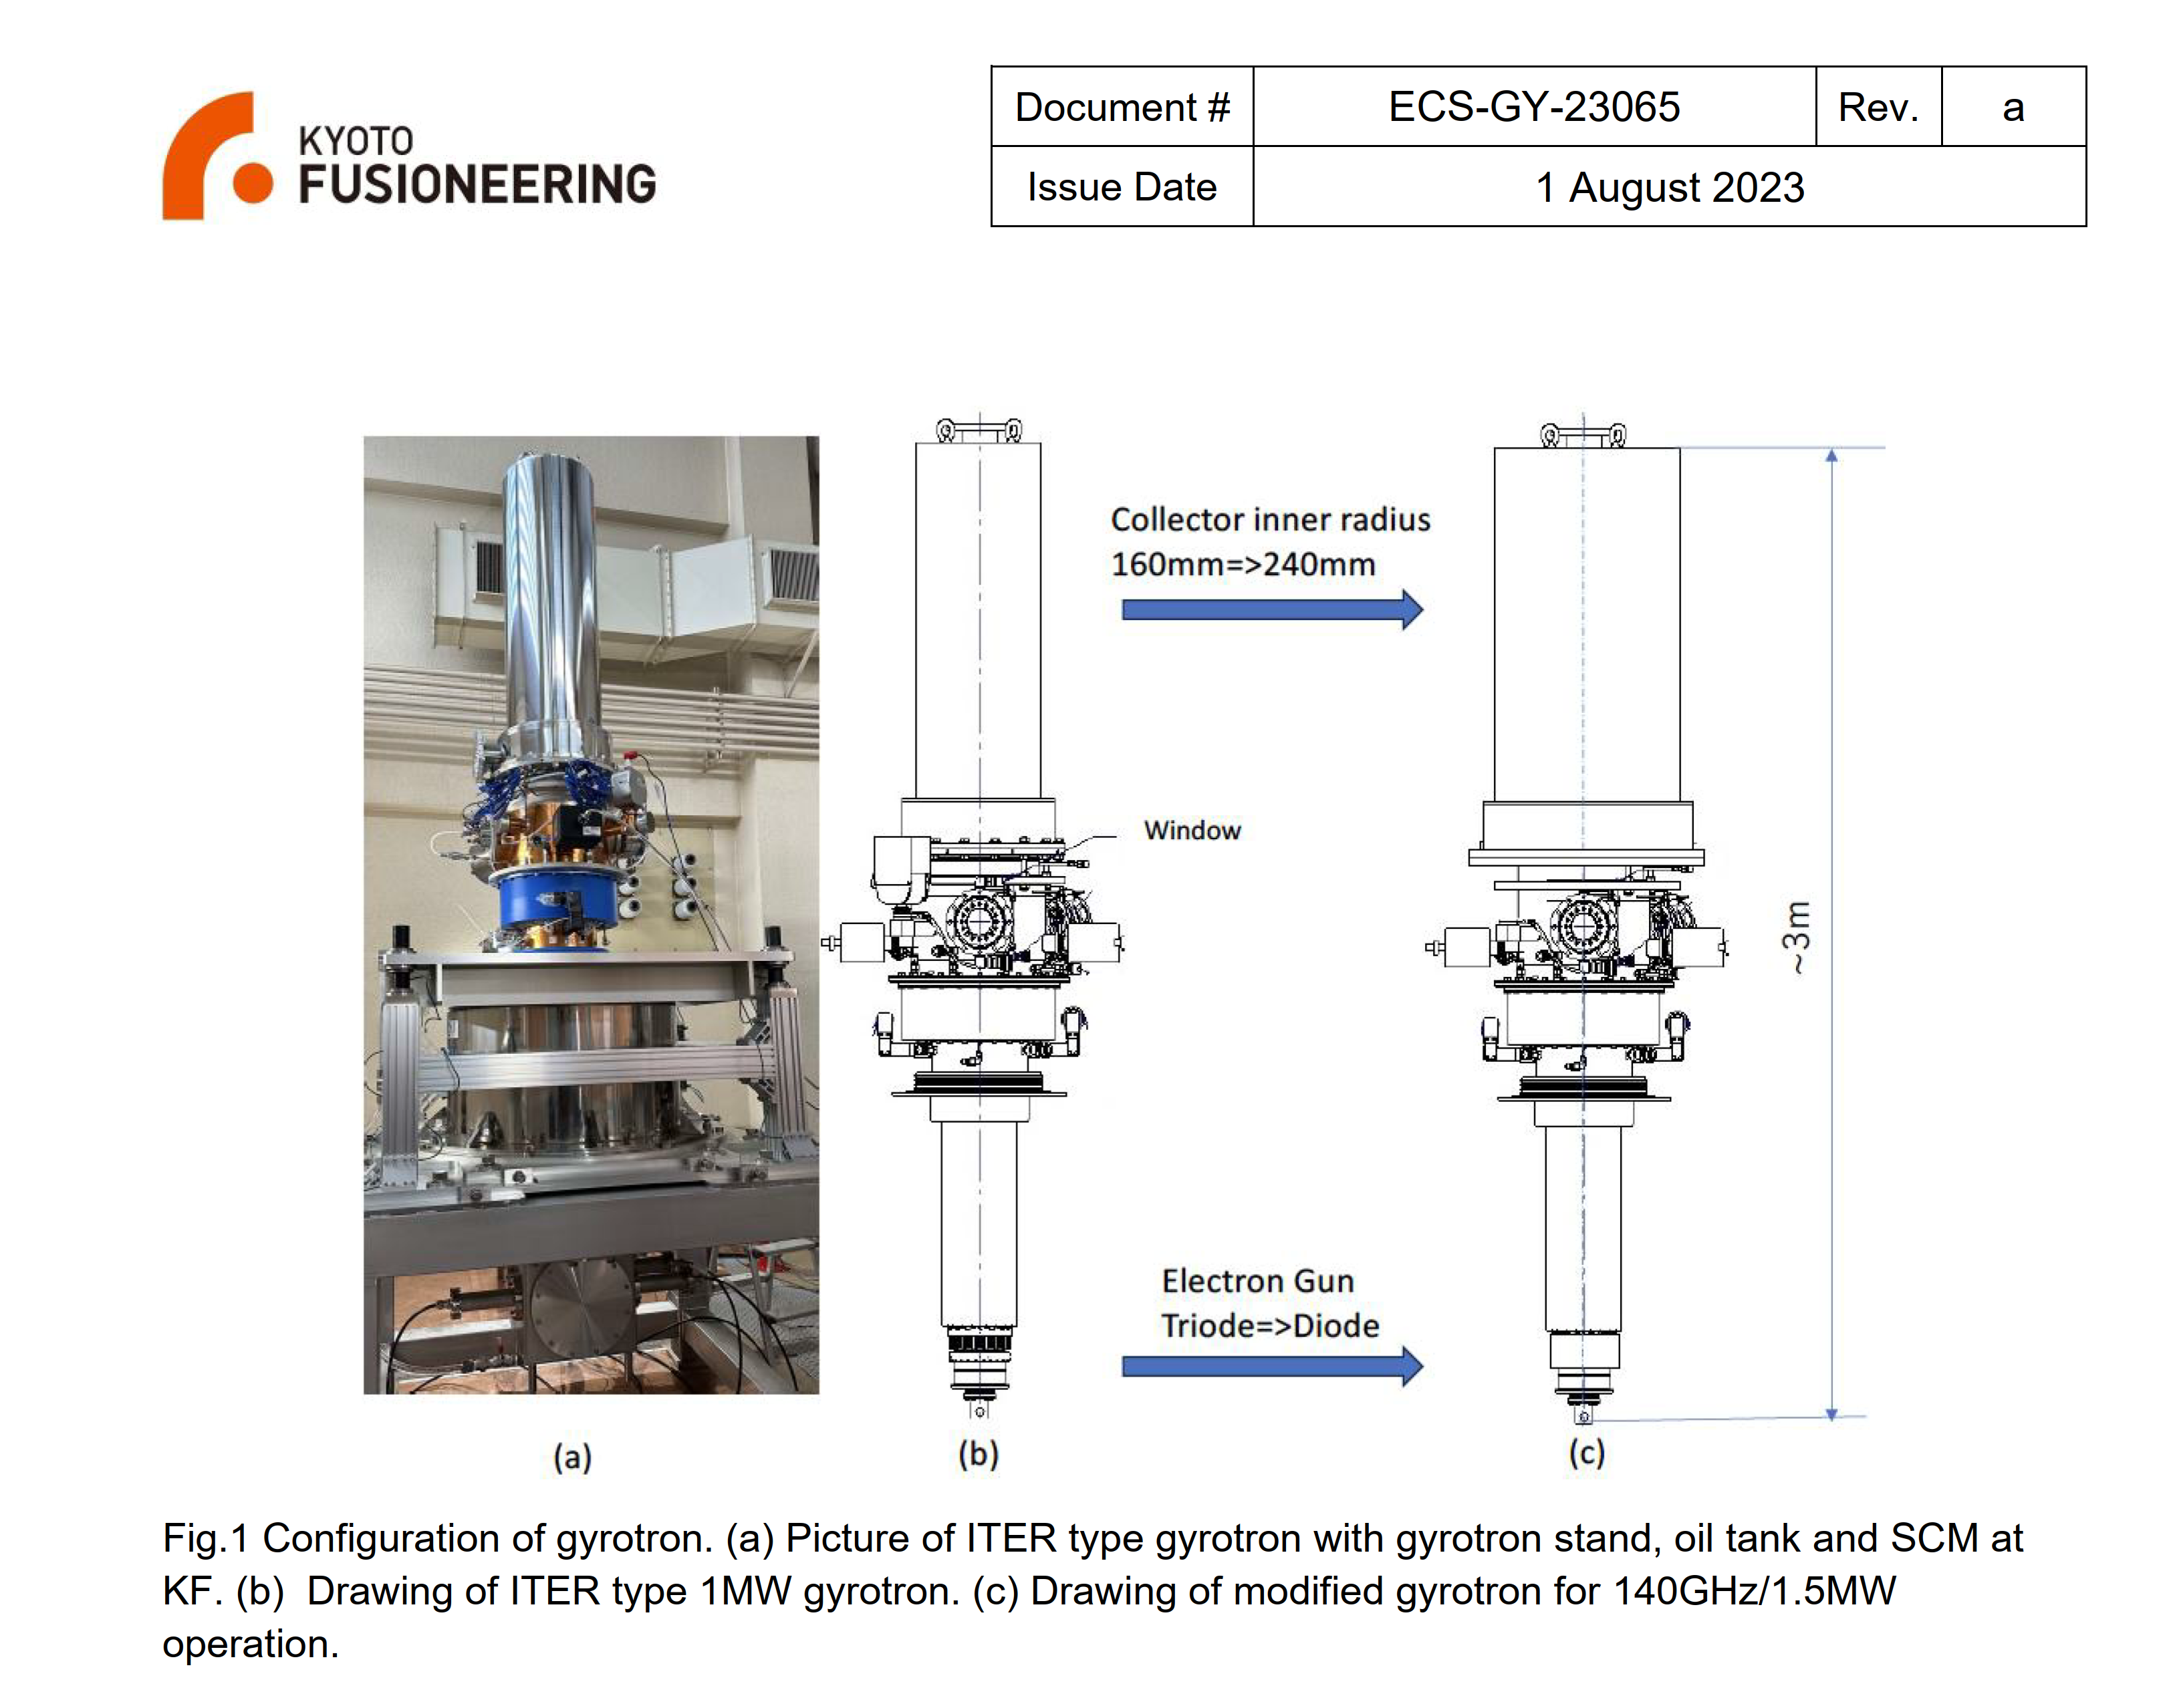 KYOTO
FUSIONEERING
Document # ECS-GY-23065 Rev. a
Issue Date 1 August 2023
Collector inner radius
160mm=>240mm
Window
~3m
Electron Gun
Triode=>Diode
(a) (b) (c)
Fig.1 Configuration of gyrotron. (a) Picture of ITER type gyrotron with gyrotron stand, oil tank and SCM at
KF. (b)  Drawing of ITER type 1MW gyrotron. (c) Drawing of modified gyrotron for 140GHz/1.5MW
operation.